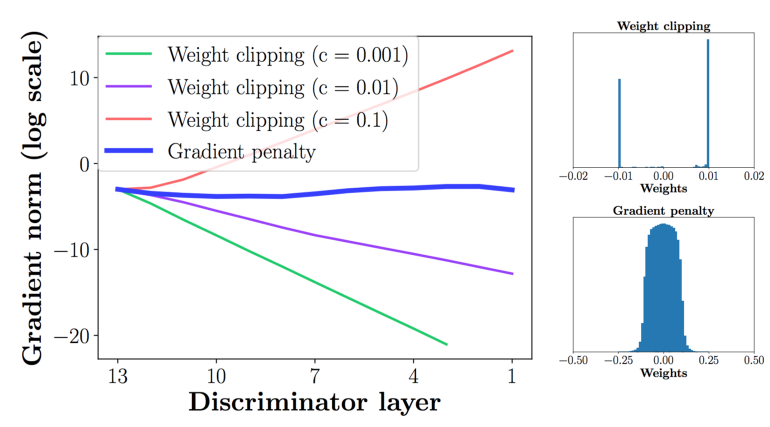 Gradient norm (log scale)
10
0
−10
−20
Weight clipping (c = 0.001)
Weight clipping (c = 0.01)
Weight clipping (c = 0.1)
Gradient penalty
13 10 7 4 1
Discriminator layer
Weight clipping
−0.02 −0.01 0.00 0.01 0.02
Weights
Gradient penalty
−0.50 −0.25 0.00 0.25 0.50
Weights